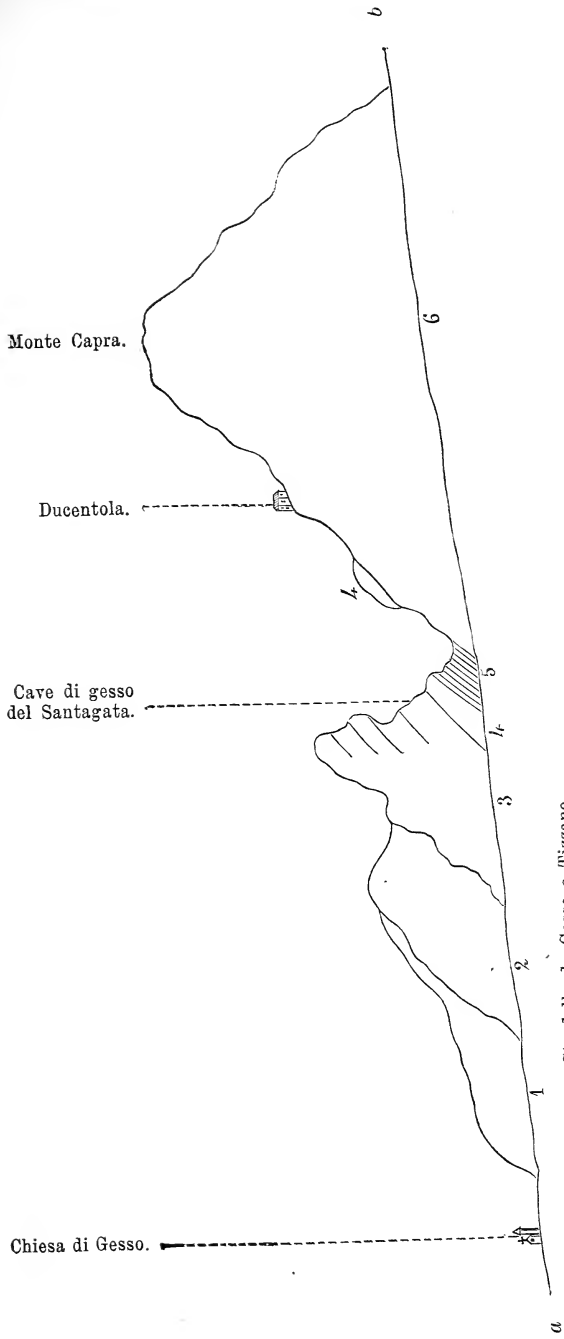 b
Monte Capra.
6
Ducentola.
4
5
Cave di gesso
del Santagata.
4
3
2
1
Chiesa di Gesso.
a